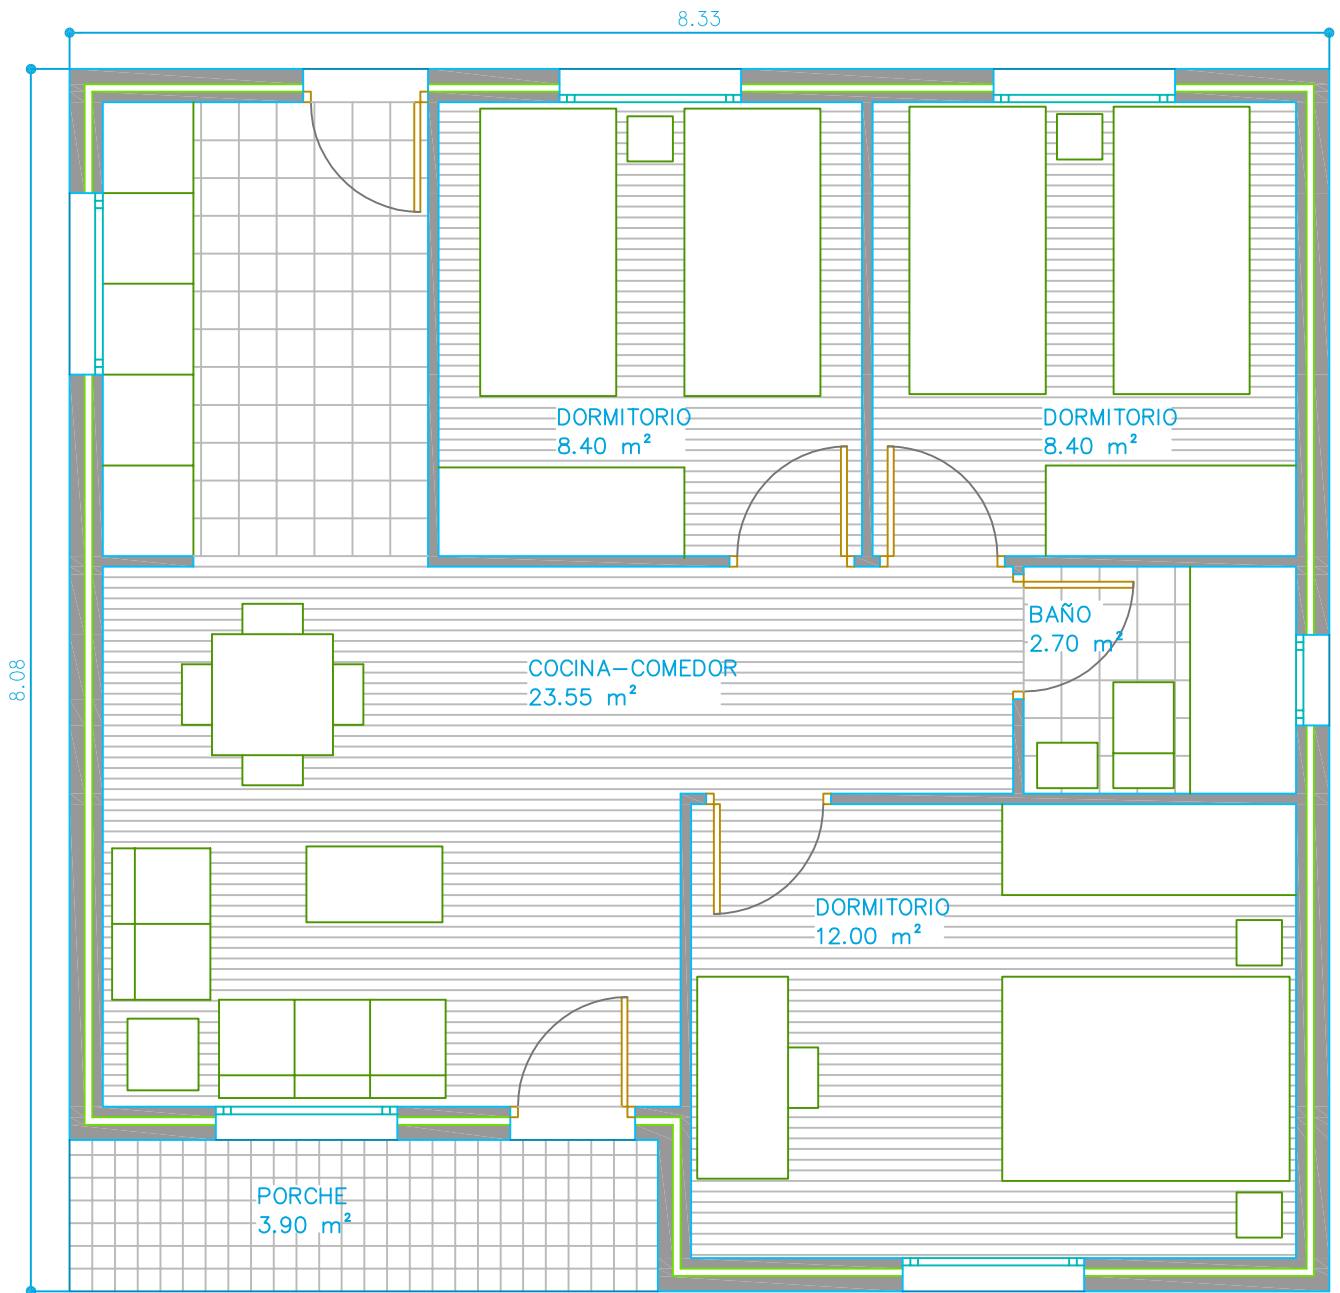 8.33
DORMITORIO
8.40 m²
DORMITORIO
8.40 m²
BAÑO
2.70 m²
COCINA-COMEDOR
23.55 m²
8.08
DORMITORIO
12.00 m²
PORCHE
3.90 m²